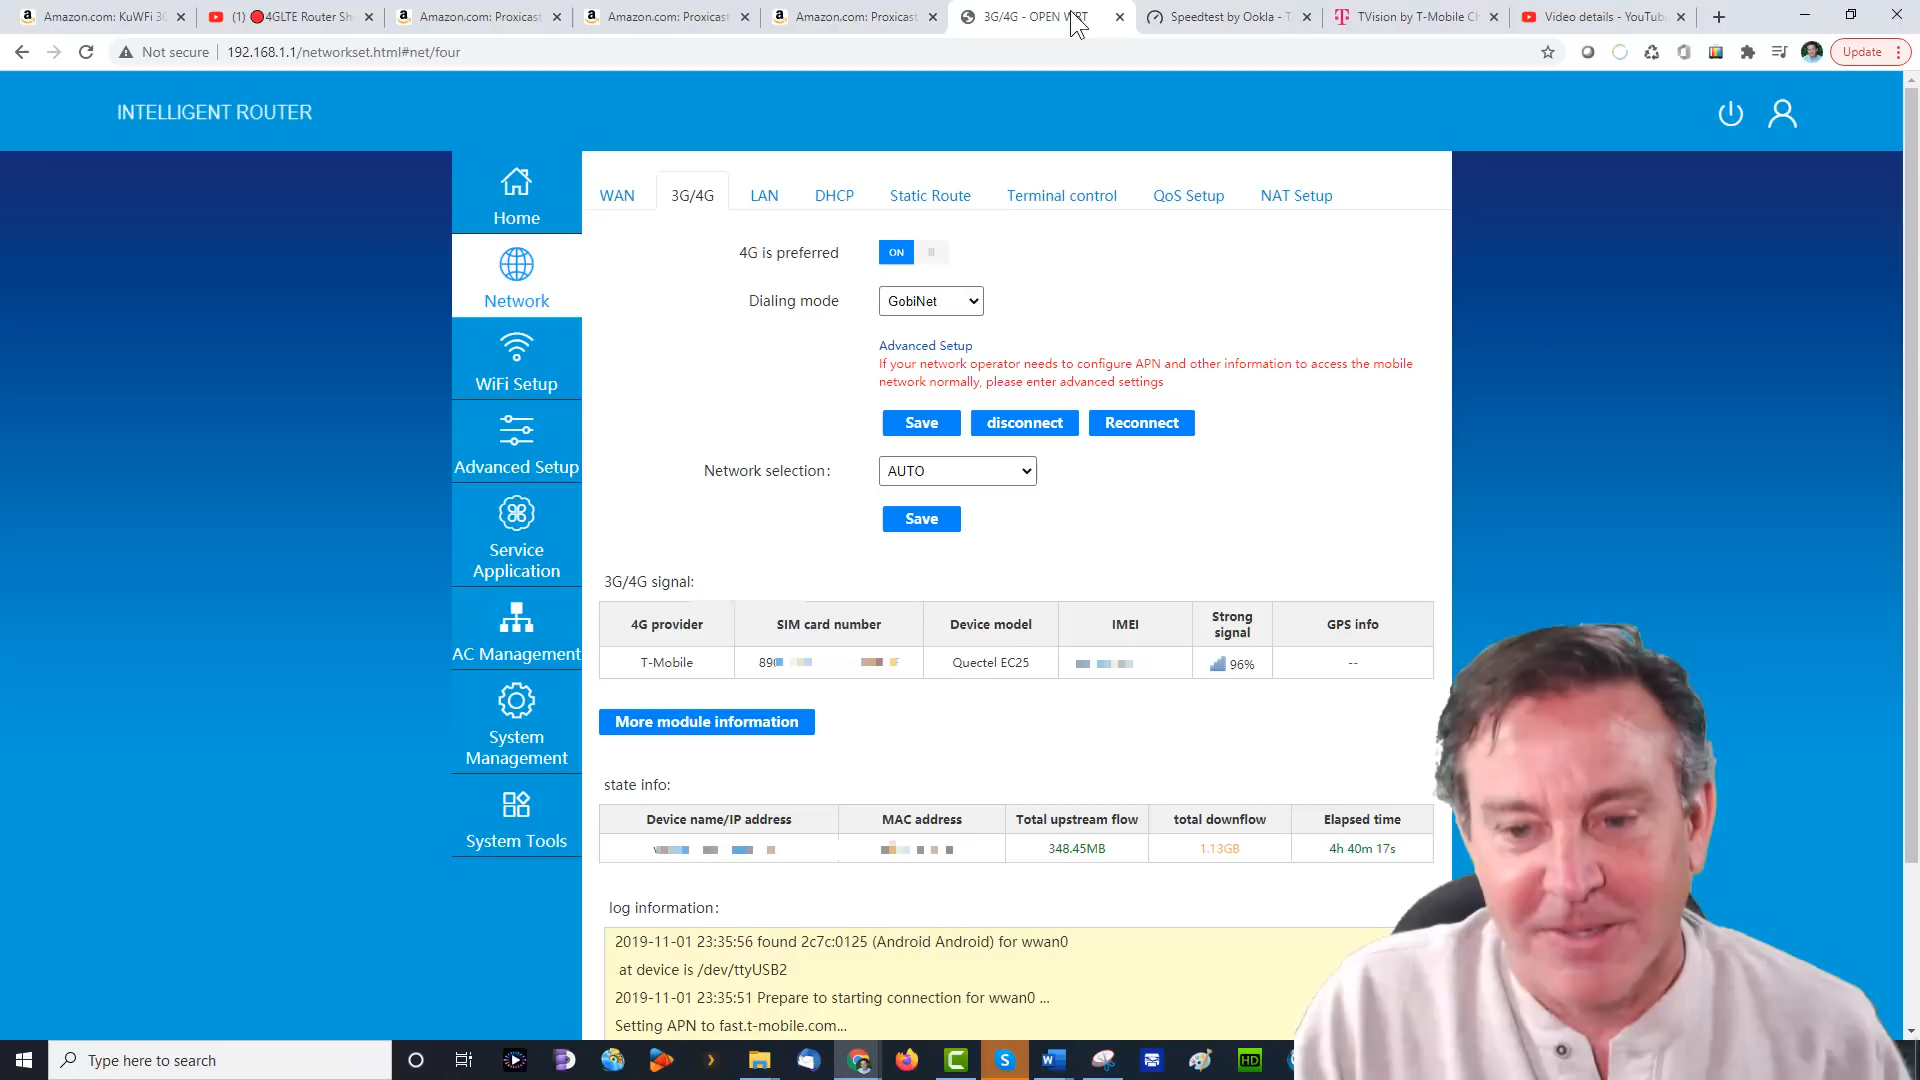 Amazon.com: KuWFi 3G
(1) 🔴4GLTE Router Sh
Amazon.com: Proxicast
Amazon.com: Proxicast
Amazon.com: Proxicast
3G/4G - OPEN WRT
Speedtest by Ookla - T
TVision by T-Mobile Ch
Video details - YouTube
Not secure
192.168.1.1/networkset.html#net/four
Update
INTELLIGENT ROUTER
Home
Network
WiFi Setup
Advanced Setup
Service
Application
AC Management
System
Management
System Tools
WAN
3G/4G
LAN
DHCP
Static Route
Terminal control
QoS Setup
NAT Setup
4G is preferred
ON
Dialing mode
GobiNet
Advanced Setup
If your network operator needs to configure APN and other information to access the mobile
network normally, please enter advanced settings
Save
disconnect
Reconnect
Network selection:
AUTO
Save
3G/4G signal:
4G provider
SIM card number
Device model
IMEI
Strong
signal
GPS info
T-Mobile
Quectel EC25
96%
--
More module information
state info:
Device name/IP address
MAC address
Total upstream flow
total downflow
Elapsed time
348.45MB
1.13GB
4h 40m 17s
log information:
2019-11-01 23:35:56 found 2c7c:0125 (Android Android) for wwan0
at device is /dev/ttyUSB2
2019-11-01 23:35:51 Prepare to starting connection for wwan0 ...
Setting APN to fast.t-mobile.com...
Type here to search
HD